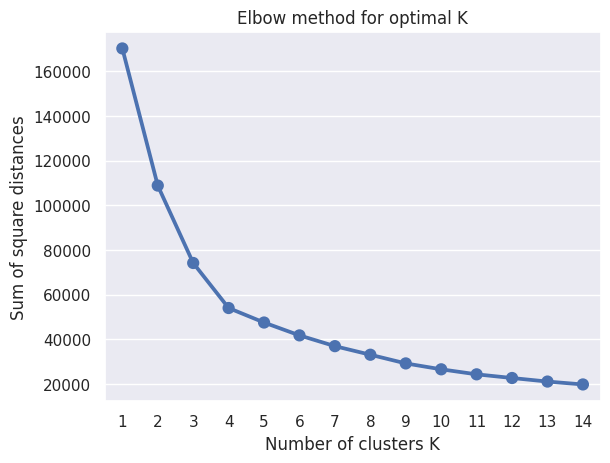 Elbow method for optimal K
Sum of square distances
160000
140000
120000
100000
80000
60000
40000
20000
1 2 3 4 5 6 7 8 9 10 11 12 13 14
Number of clusters K